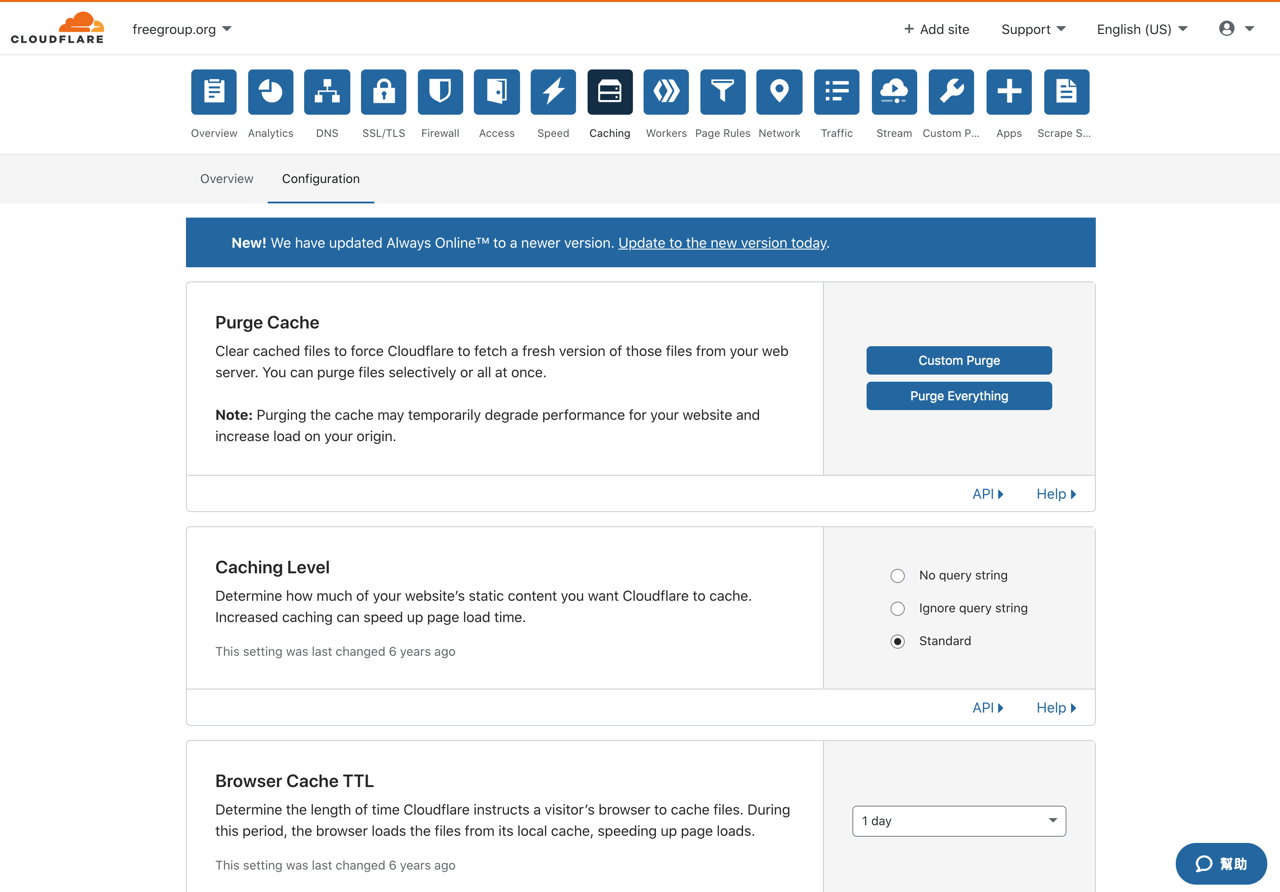 CLOUDFLARE
freegroup.org
+ Add site
Support
English (US)
Overview
Analytics
DNS
SSL/TLS
Firewall
Access
Speed
Caching
Workers
Page Rules
Network
Traffic
Stream
Custom P...
Apps
Scrape S...
Overview
Configuration
New! We have updated Always Online™ to a newer version. Update to the new version today.
Purge Cache
Clear cached files to force Cloudflare to fetch a fresh version of those files from your web
server. You can purge files selectively or all at once.
Note: Purging the cache may temporarily degrade performance for your website and
increase load on your origin.
Custom Purge
Purge Everything
API
Help
Caching Level
Determine how much of your website’s static content you want Cloudflare to cache.
Increased caching can speed up page load time.
This setting was last changed 6 years ago
No query string
Ignore query string
Standard
API
Help
Browser Cache TTL
Determine the length of time Cloudflare instructs a visitor’s browser to cache files. During
this period, the browser loads the files from its local cache, speeding up page loads.
This setting was last changed 6 years ago
1 day
幫助